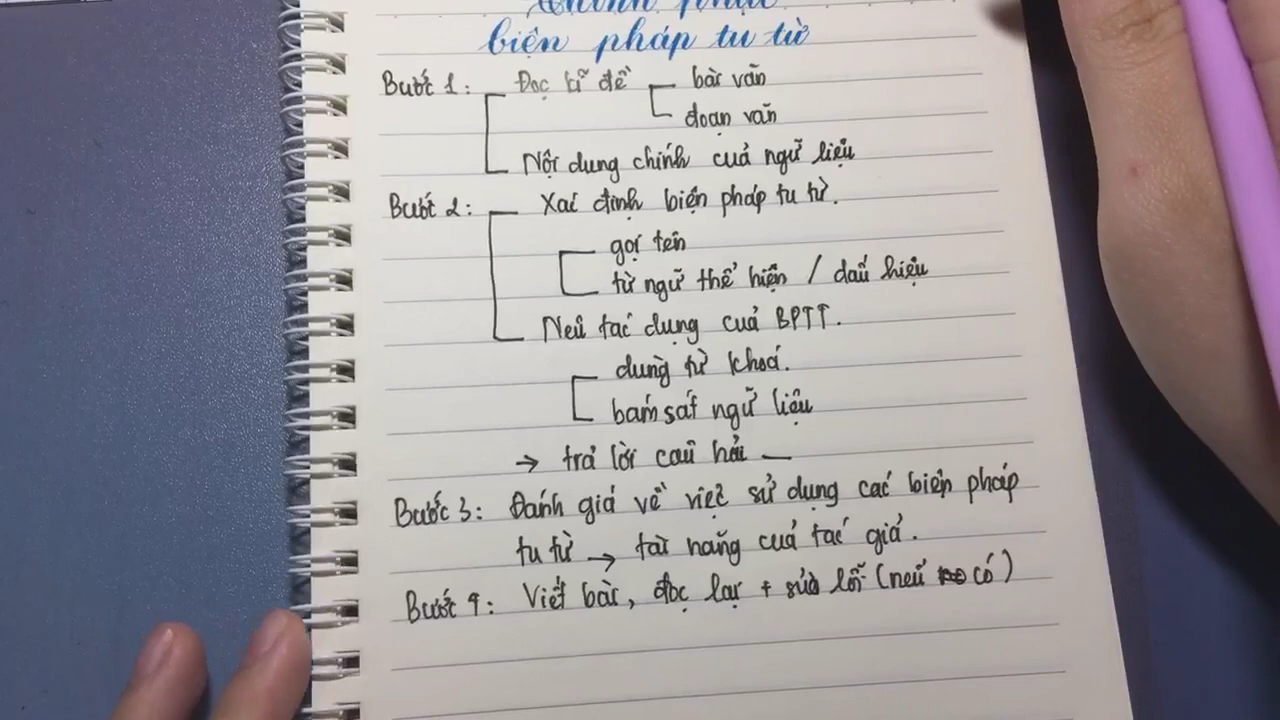 biện pháp tu từ
Bước 1: Đọc kĩ đề bài văn
đoạn văn
Nội dung chính của ngữ liệu
Bước 2: Xác định biện pháp tu từ.
gọi tên
từ ngữ thể hiện / dấu hiệu
Nêu tác dụng của BPTT.
dùng từ khoá.
bám sát ngữ liệu
→ trả lời câu hỏi
Bước 3: Đánh giá về việc sử dụng các biện pháp
tu từ → tài năng của tác giả.
Bước 4: Viết bài, đọc lại + sửa lỗi (nếu có)